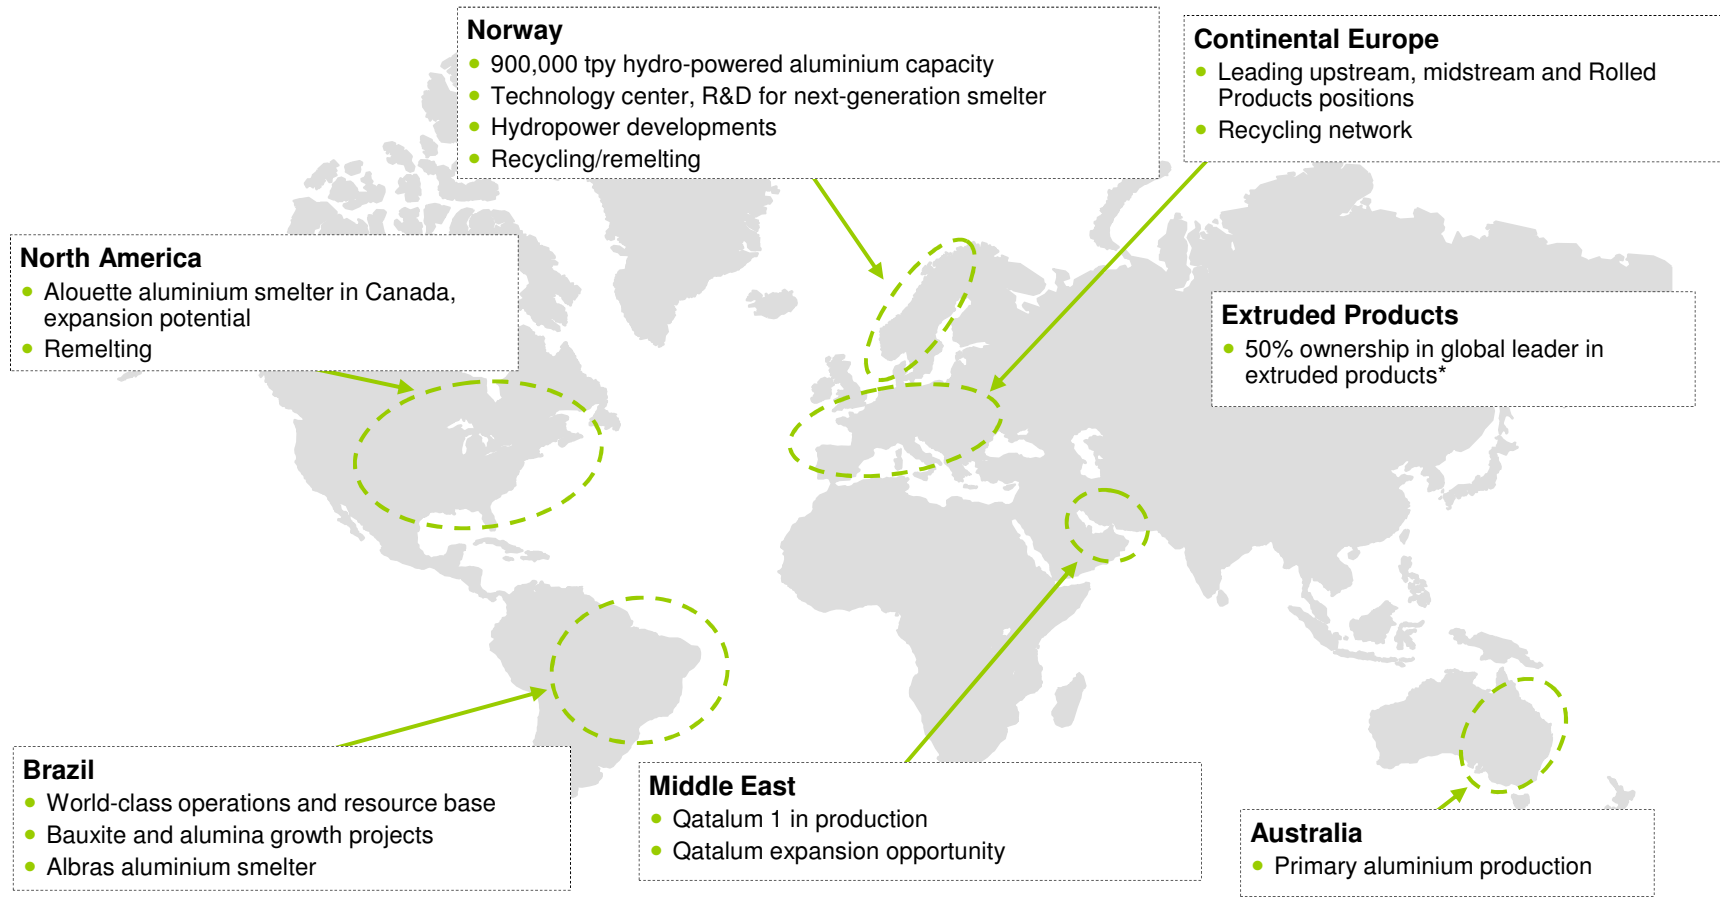 Norway
• 900,000 tpy hydro-powered aluminium capacity
• Technology center, R&D for next-generation smelter
• Hydropower developments
• Recycling/remelting
Continental Europe
• Leading upstream, midstream and Rolled
Products positions
• Recycling network
North America
• Alouette aluminium smelter in Canada,
expansion potential
• Remelting
Extruded Products
• 50% ownership in global leader in
extruded products*
Brazil
• World-class operations and resource base
• Bauxite and alumina growth projects
• Albras aluminium smelter
Middle East
• Qatalum 1 in production
• Qatalum expansion opportunity
Australia
• Primary aluminium production